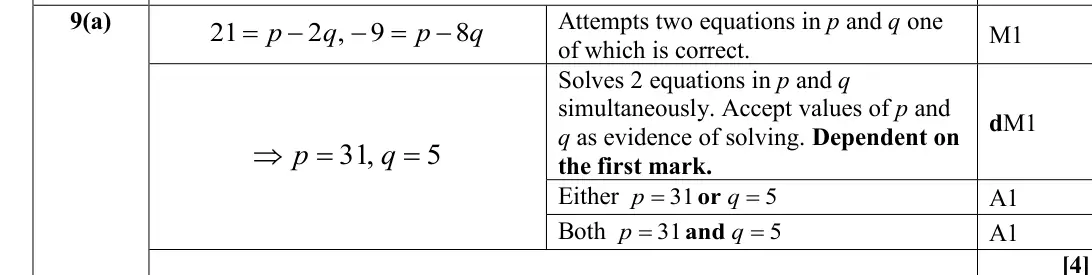 9(a)
21 = p − 2q, −9 = p − 8q
Attempts two equations in p and q one
of which is correct.
M1
⇒ p = 31, q = 5
Solves 2 equations in p and q
simultaneously. Accept values of p and
q as evidence of solving. Dependent on
the first mark.
dM1
Either p = 31 or q = 5
A1
Both p = 31 and q = 5
A1
[4]